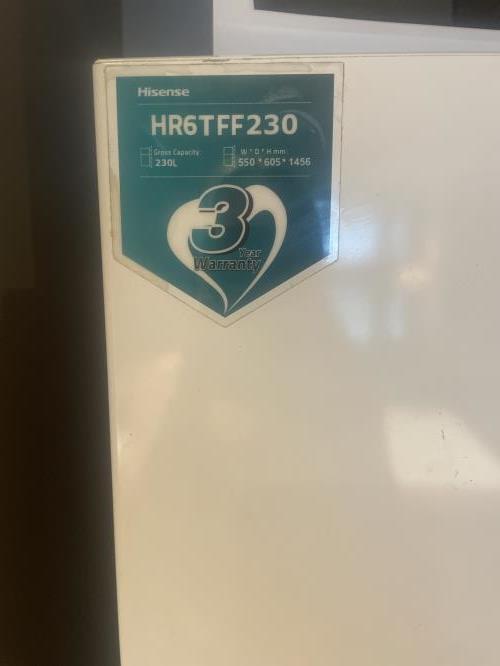 Hisense
HR6TFF230
Gross Capacity: W * D * H mm:
230L 550 * 605 * 1456
3
Year
Warranty